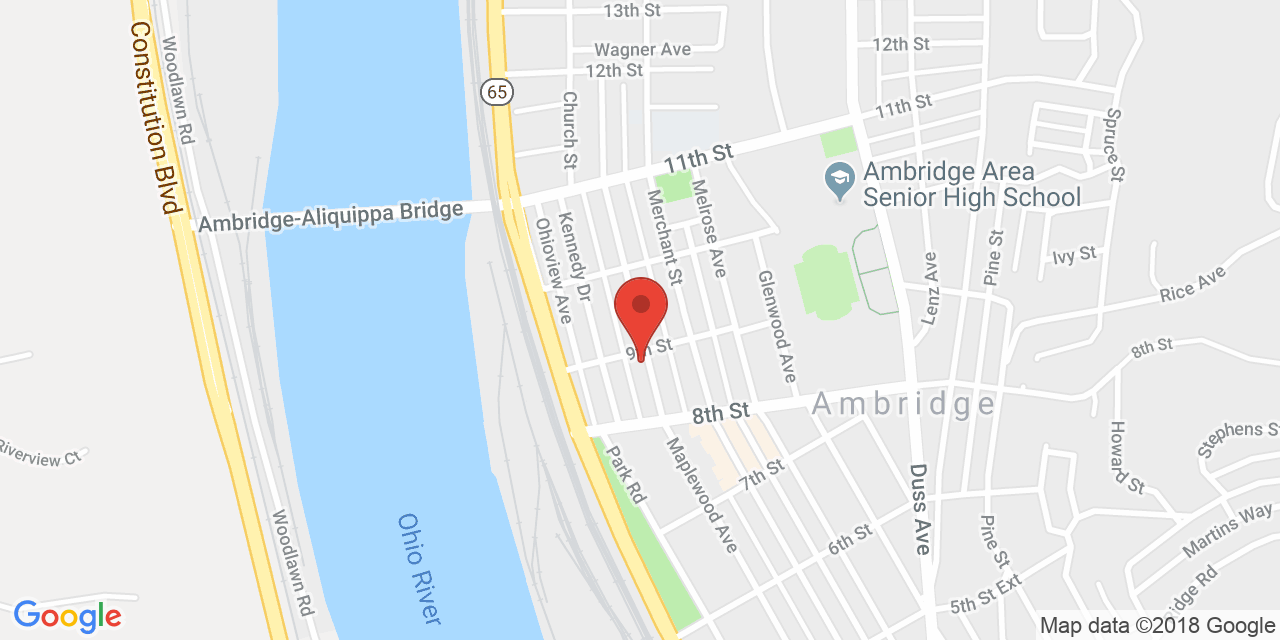 13th St
Wagner Ave
12th St
12th St
65
Constitution Blvd
Woodlawn Rd
Church St
11th St
11th St
Spruce St
Ambridge Area
Senior High School
Ambridge-Aliquippa Bridge
Merchant St
Melrose Ave
Kennedy Dr
Ohioview Ave
Glenwood Ave
Lenz Ave
Pine St
Ivy St
Rice Ave
9th St
8th St
8th St
Ambridge
Riverview Ct
Park Rd
Maplewood Ave
7th St
6th St
Duss Ave
Howard St
Stephens S
Martins Way
Pine St
5th St Ext
Ridge Rd
Woodlawn Rd
Ohio River
Google
Map data ©2018 Google